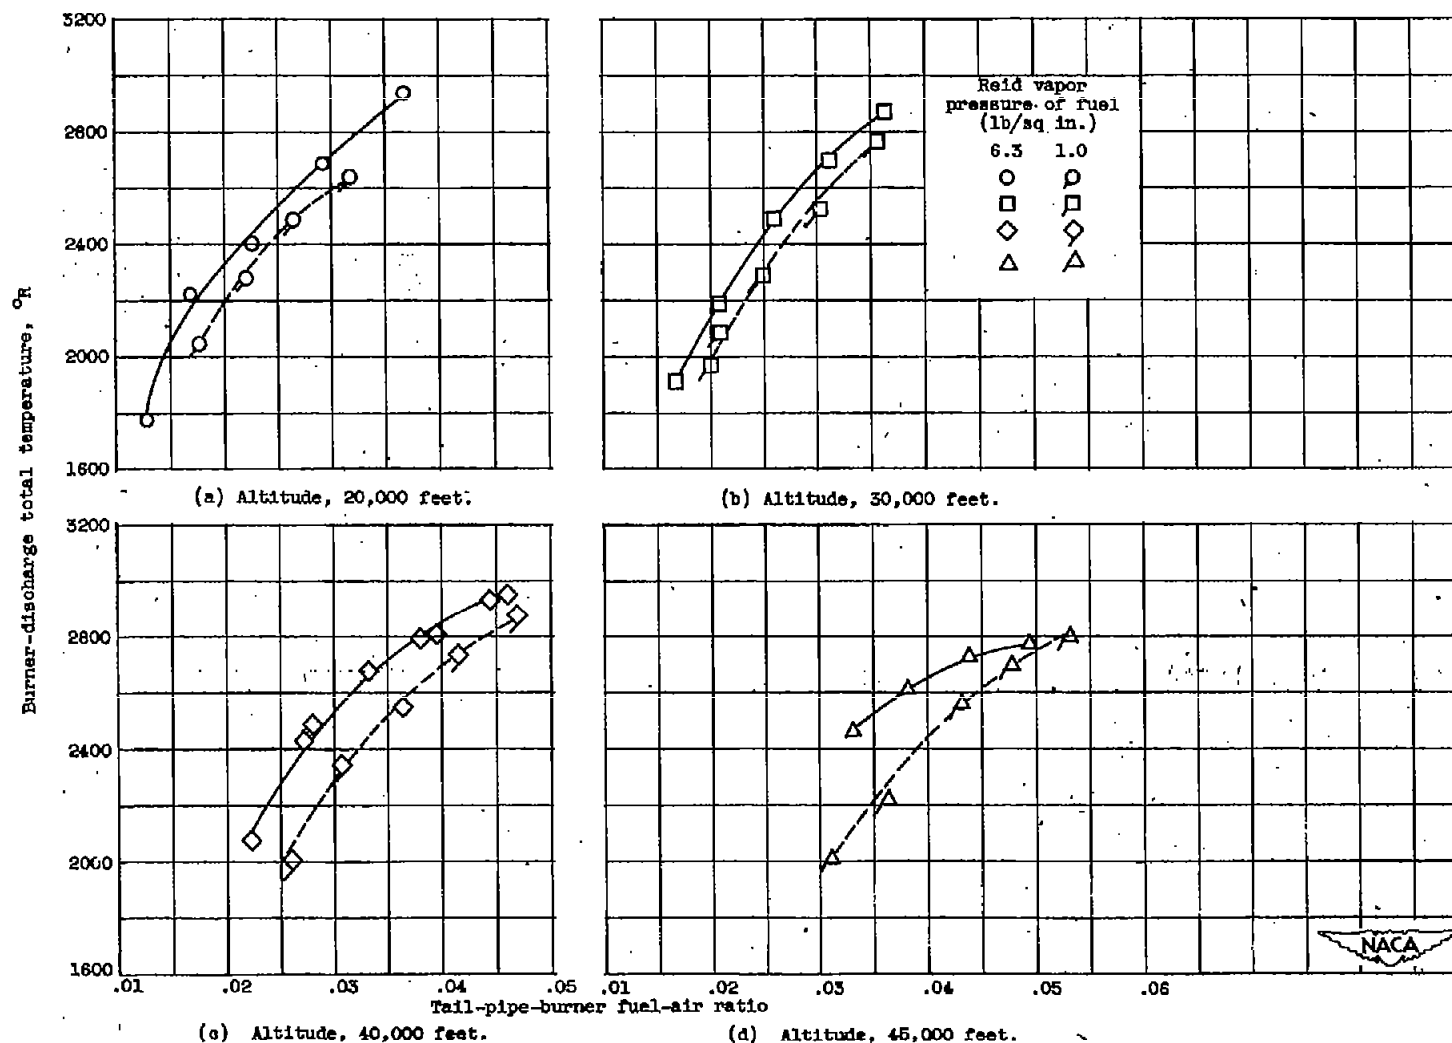 3200
2800
2400
2000
1600
Reid vapor
pressure of fuel
(lb/sq in.)
6.3 1.0
(a) Altitude, 20,000 feet.
(b) Altitude, 30,000 feet.
Burner-discharge total temperature, °R
3200
2800
2400
2000
1600
NACA
.01 .02 .03 .04 .05
.01 .02 .03 .04 .05 .06
Tail-pipe-burner fuel-air ratio
(c) Altitude, 40,000 feet.
(d) Altitude, 45,000 feet.